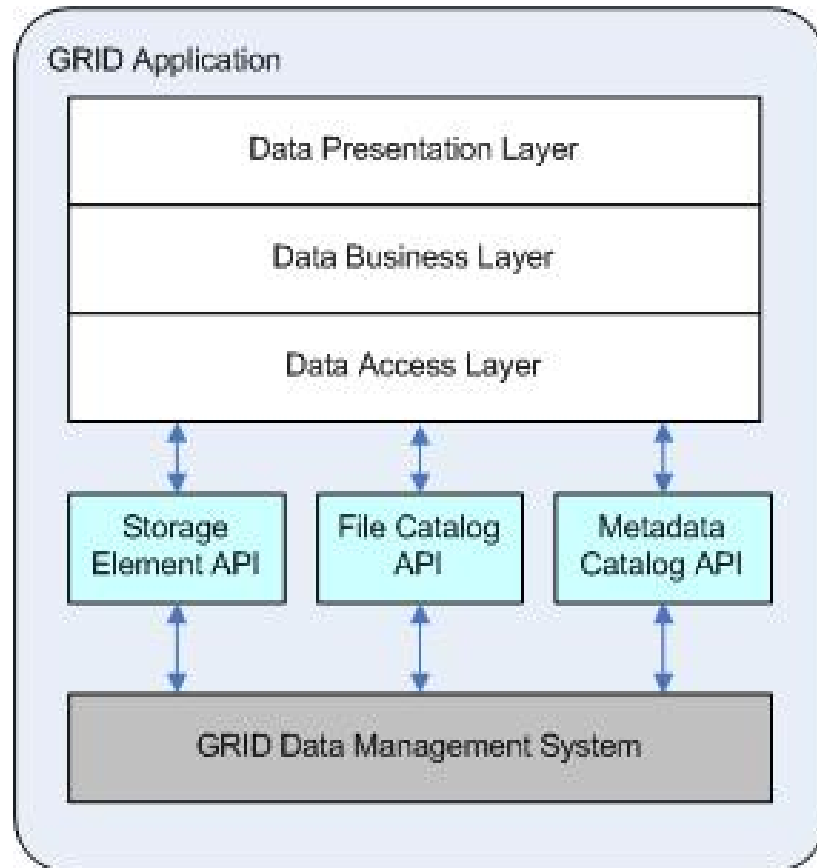 GRID Application
Data Presentation Layer
Data Business Layer
Data Access Layer
Storage
Element API
File Catalog
API
Metadata
Catalog API
GRID Data Management System